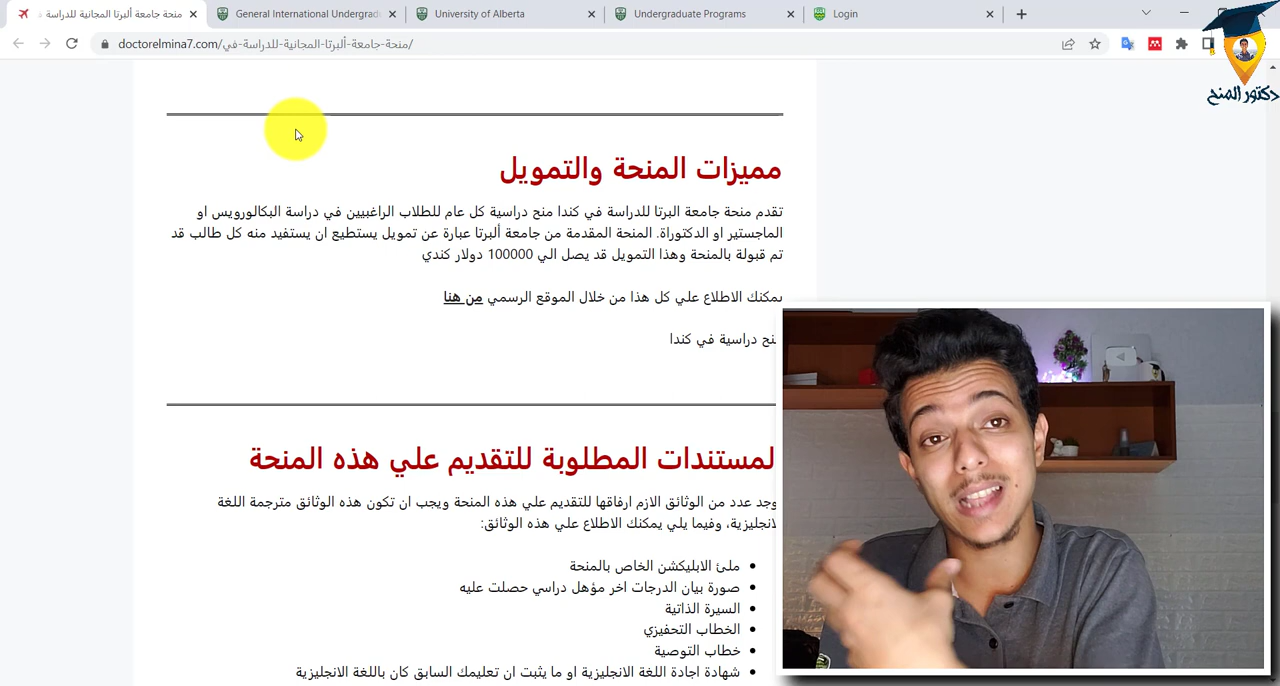 منحة جامعة ألبرتا المجانية للدراسة
General International Undergradu
University of Alberta
Undergraduate Programs
Login
doctorelmina7.com/منحة-جامعة-ألبرتا-المجانية-للدراسة-في/
دكتور المنح
مميزات المنحة والتمويل
تقدم منحة جامعة البرتا للدراسة في كندا منح دراسية كل عام للطلاب الراغبيين في دراسة البكالورويس او
الماجستير او الدكتوراة. المنحة المقدمة من جامعة ألبرتا عبارة عن تمويل يستطيع ان يستفيد منه كل طالب قد
تم قبولة بالمنحة وهذا التمويل قد يصل الي 100000 دولار كندي
يمكنك الاطلاع علي كل هذا من خلال الموقع الرسمي من هنا
منح دراسية في كندا
المستندات المطلوبة للتقديم علي هذه المنحة
يوجد عدد من الوثائق الازم ارفاقها للتقديم علي هذه المنحة ويجب ان تكون هذه الوثائق مترجمة اللغة
الانجليزية، وفيما يلي يمكنك الاطلاع علي هذه الوثائق:
ملئ الابليكشن الخاص بالمنحة
صورة بيان الدرجات اخر مؤهل دراسي حصلت عليه
السيرة الذاتية
الخطاب التحفيزي
خطاب التوصية
شهادة اجادة اللغة الانجليزية او ما يثبت ان تعليمك السابق كان باللغة الانجليزية